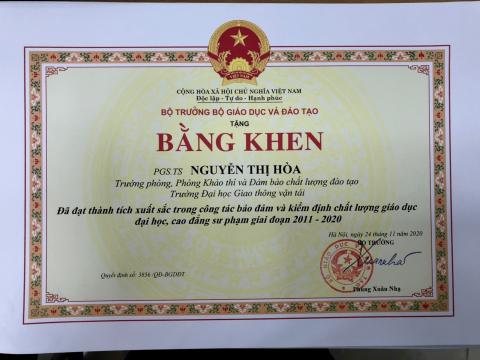 CỘNG HÒA XÃ HỘI CHỦ NGHĨA VIỆT NAM
Độc lập - Tự do - Hạnh phúc
BỘ TRƯỞNG BỘ GIÁO DỤC VÀ ĐÀO TẠO
TẶNG
BẰNG KHEN
PGS.TS NGUYỄN THỊ HÒA
Trưởng phòng, Phòng Khảo thí và Đảm bảo chất lượng đào tạo
Trường Đại học Giao thông vận tải
Đã đạt thành tích xuất sắc trong công tác bảo đảm và kiểm định chất lượng giáo dục
đại học, cao đẳng sư phạm giai đoạn 2011 - 2020
Hà Nội, ngày 24 tháng 11 năm 2020
BỘ TRƯỞNG
Quyết định số: 3856 /QĐ-BGDĐT
Phùng Xuân Nhạ